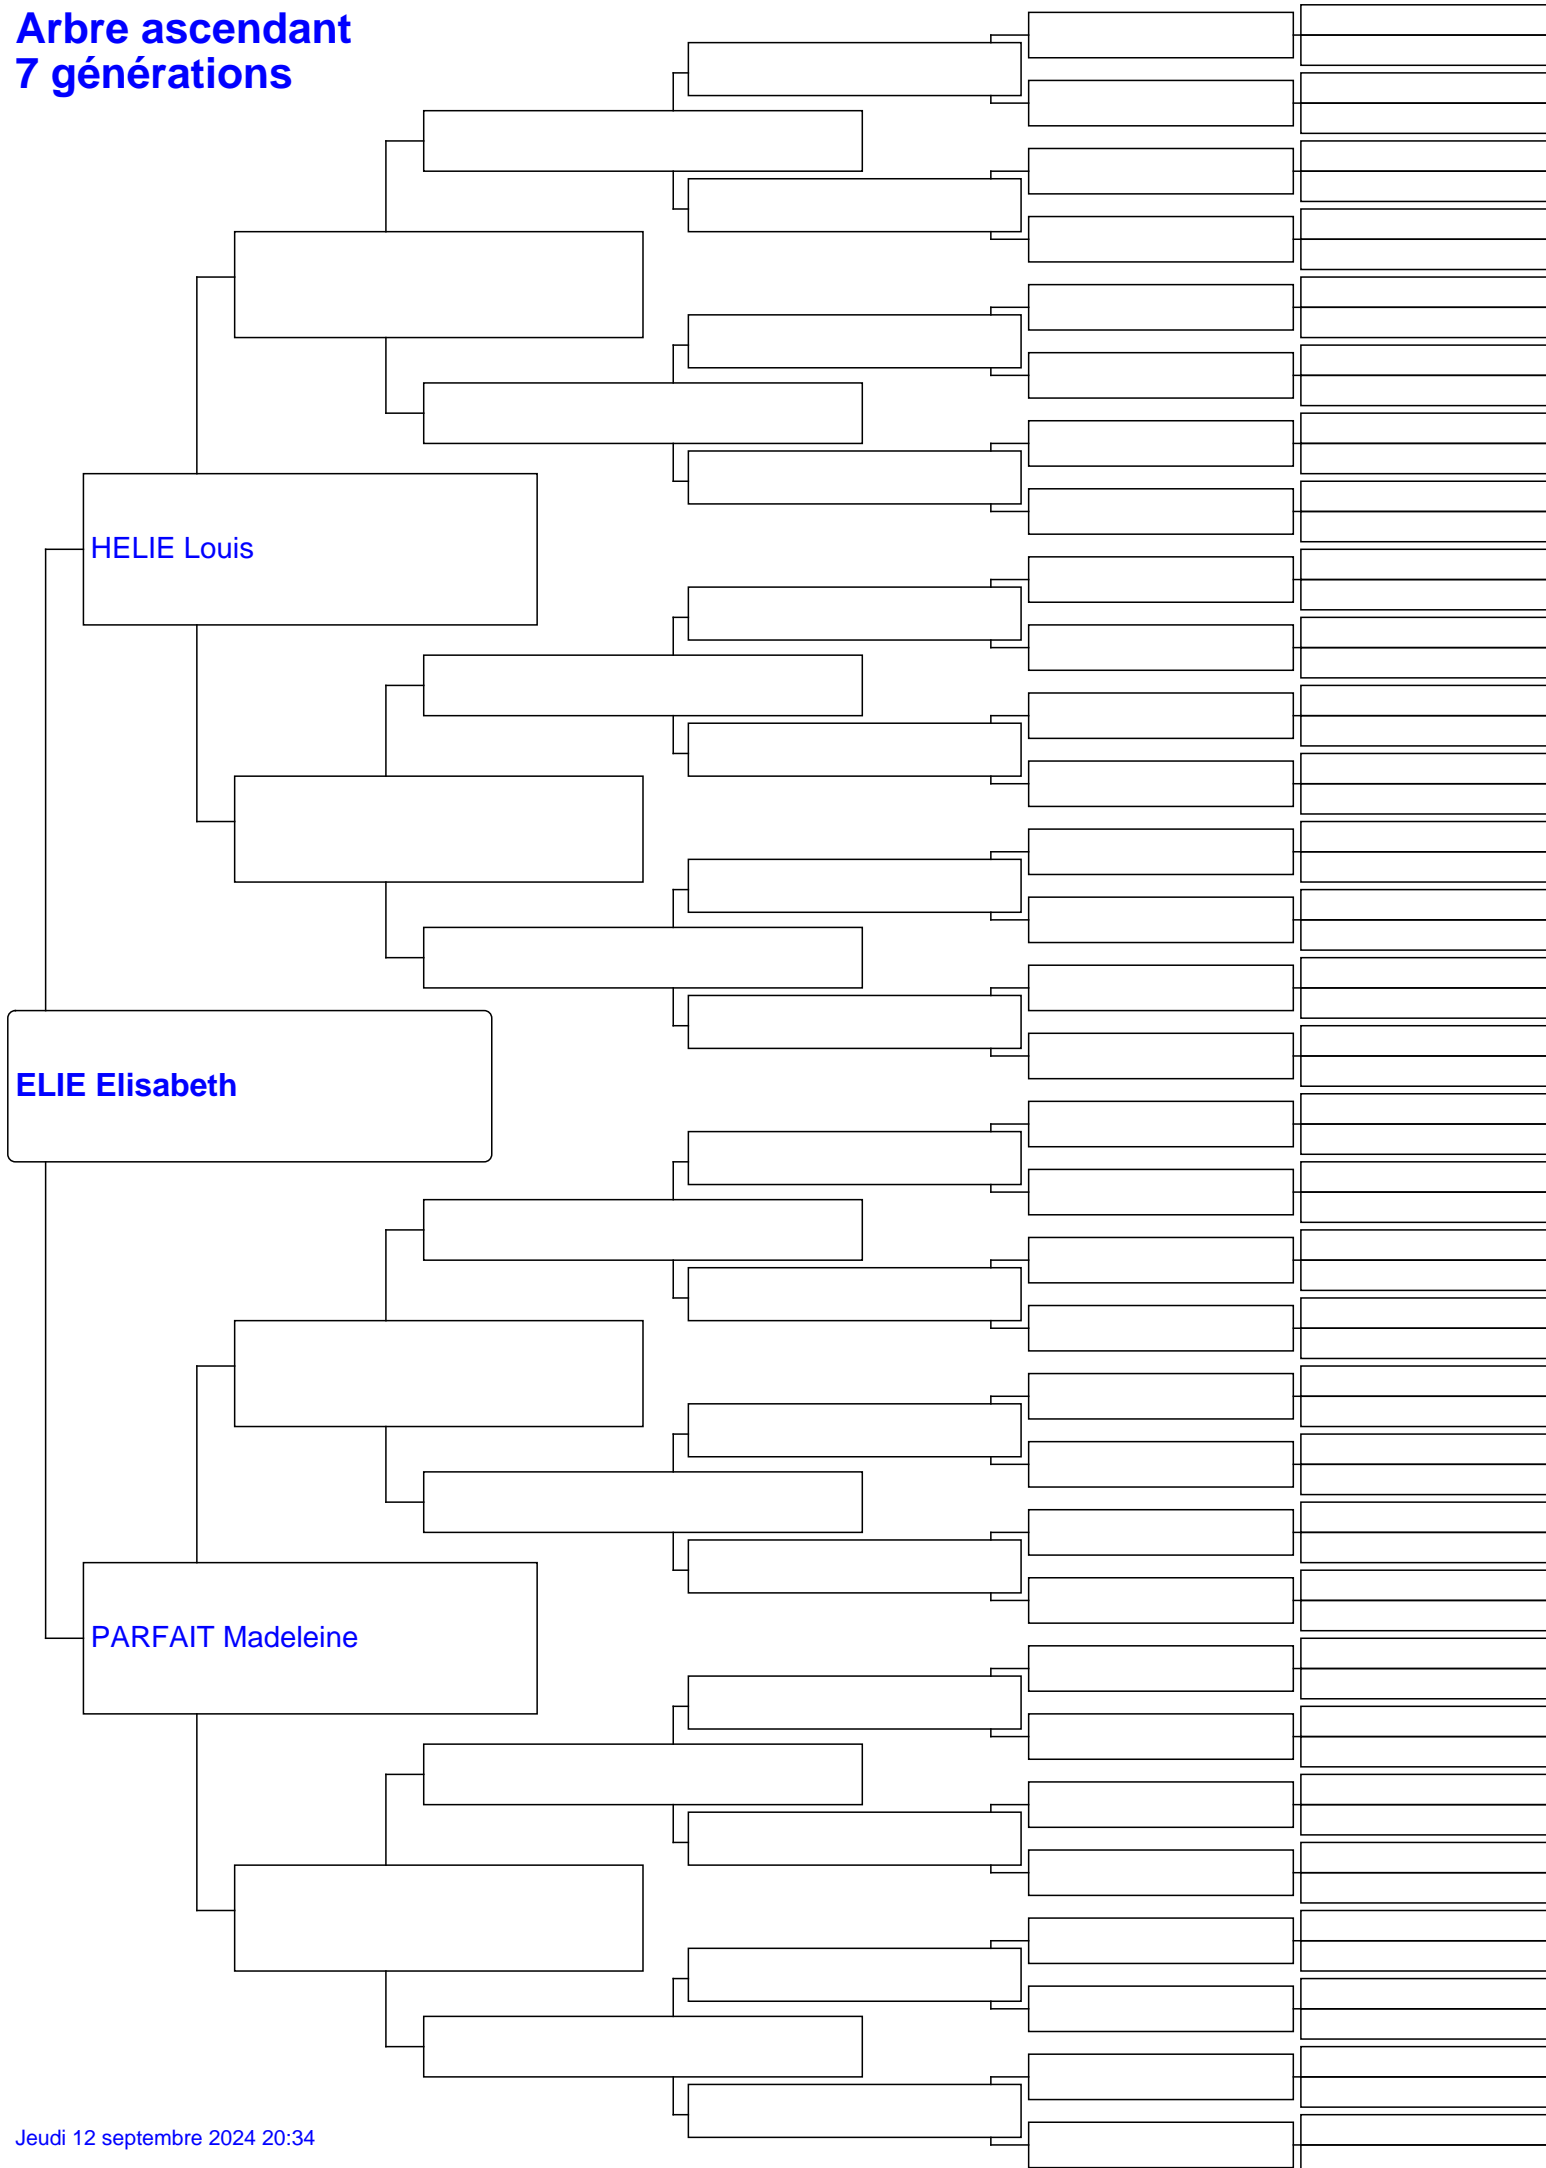 Arbre ascendant
7 générations
HELIE Louis
ELIE Elisabeth
PARFAIT Madeleine
Jeudi 12 septembre 2024 20:34